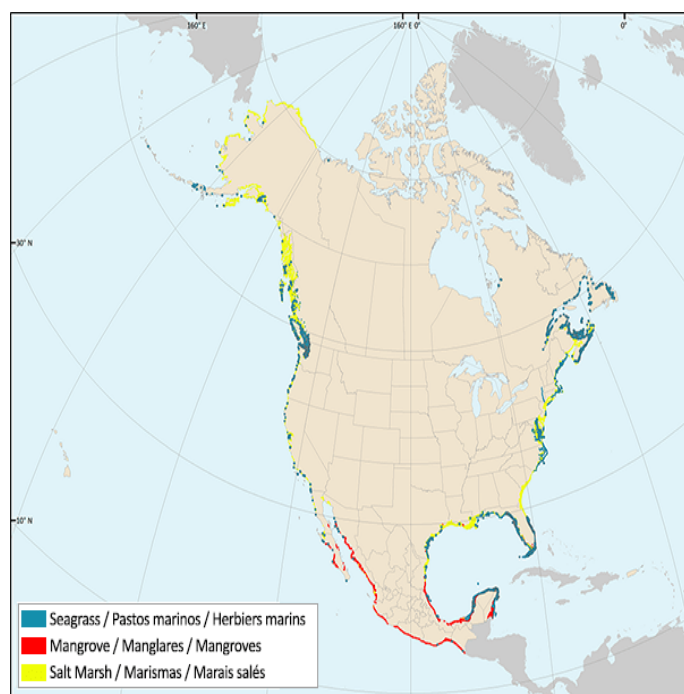 160° E
160° 0°
0°
30° N
10° N
Seagrass / Pastos marinos / Herbiers marins
Mangrove / Manglares / Mangroves
Salt Marsh / Marismas / Marais salés